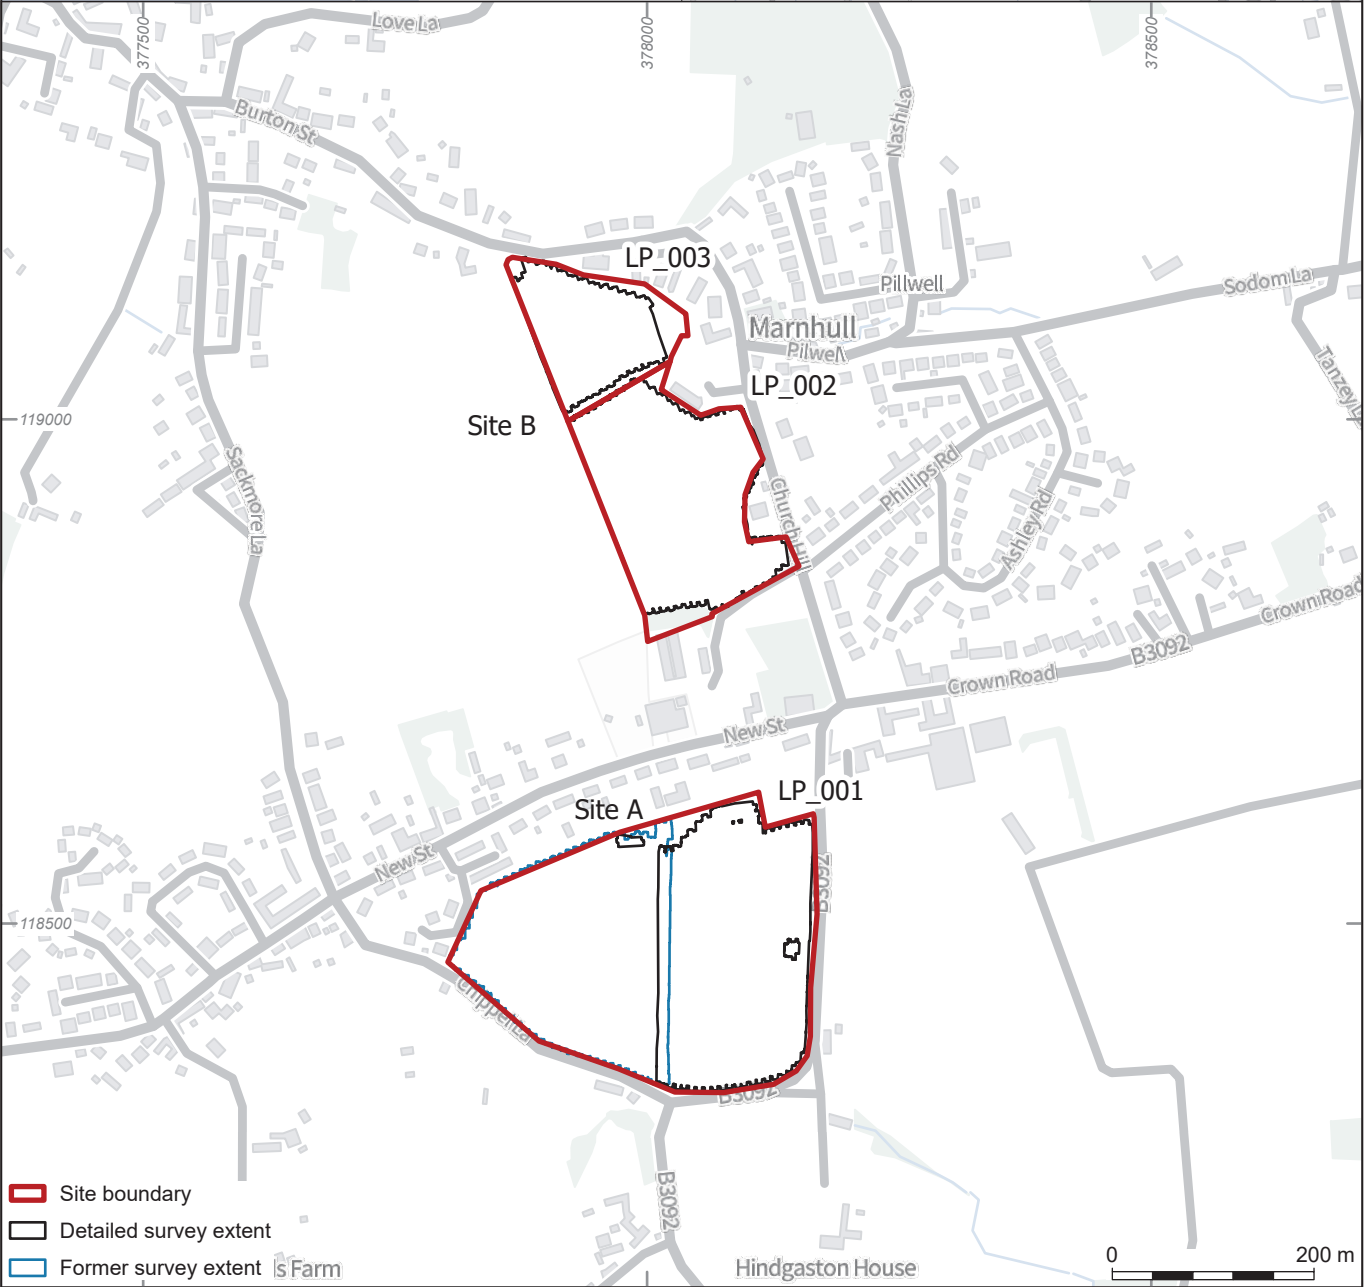 377500
378000
378500
Love La
Burton St
Nash La
LP_003
Pillwell
Sodom La
Marnhull
Pilwell
Tanzey L
LP_002
119000
Site B
Sackmore La
Church Hill
Phillips Rd
Ashley Rd
Crown Road
B3092
Crown Road
New St
Site A
LP_001
New St
B3092
118500
Chippel La
B3092
B3092
Site boundary
Detailed survey extent
Former survey extent
ls Farm
Hindgaston House
0
200 m